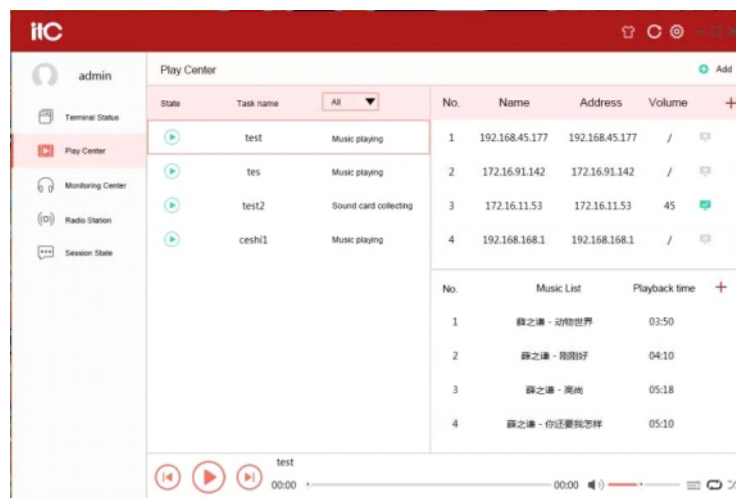 itC
admin
Terminal Status
Play Center
Monitoring Center
Radio Station
Session State
Play Center
Add
State Task name All
test Music playing
tes Music playing
test2 Sound card collecting
ceshi1 Music playing
No. Name Address Volume +
1 192.168.45.177 192.168.45.177 /
2 172.16.91.142 172.16.91.142 /
3 172.16.11.53 172.16.11.53 45
4 192.168.168.1 192.168.168.1 /
No. Music List Playback time +
1 薛之谦 - 动物世界 03:50
2 薛之谦 - 刚刚好 04:10
3 薛之谦 - 高尚 05:18
4 薛之谦 - 你还要我怎样 05:10
test
00:00 00:00